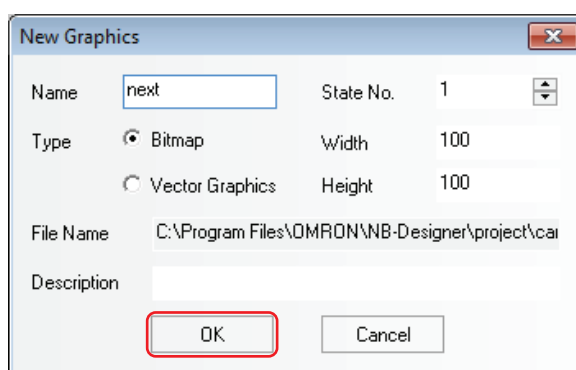 New Graphics
Name next State No. 1
Type Bitmap Width 100
Vector Graphics Height 100
File Name C:\Program Files\OMRON\NB-Designer\project\cai
Description
OK Cancel